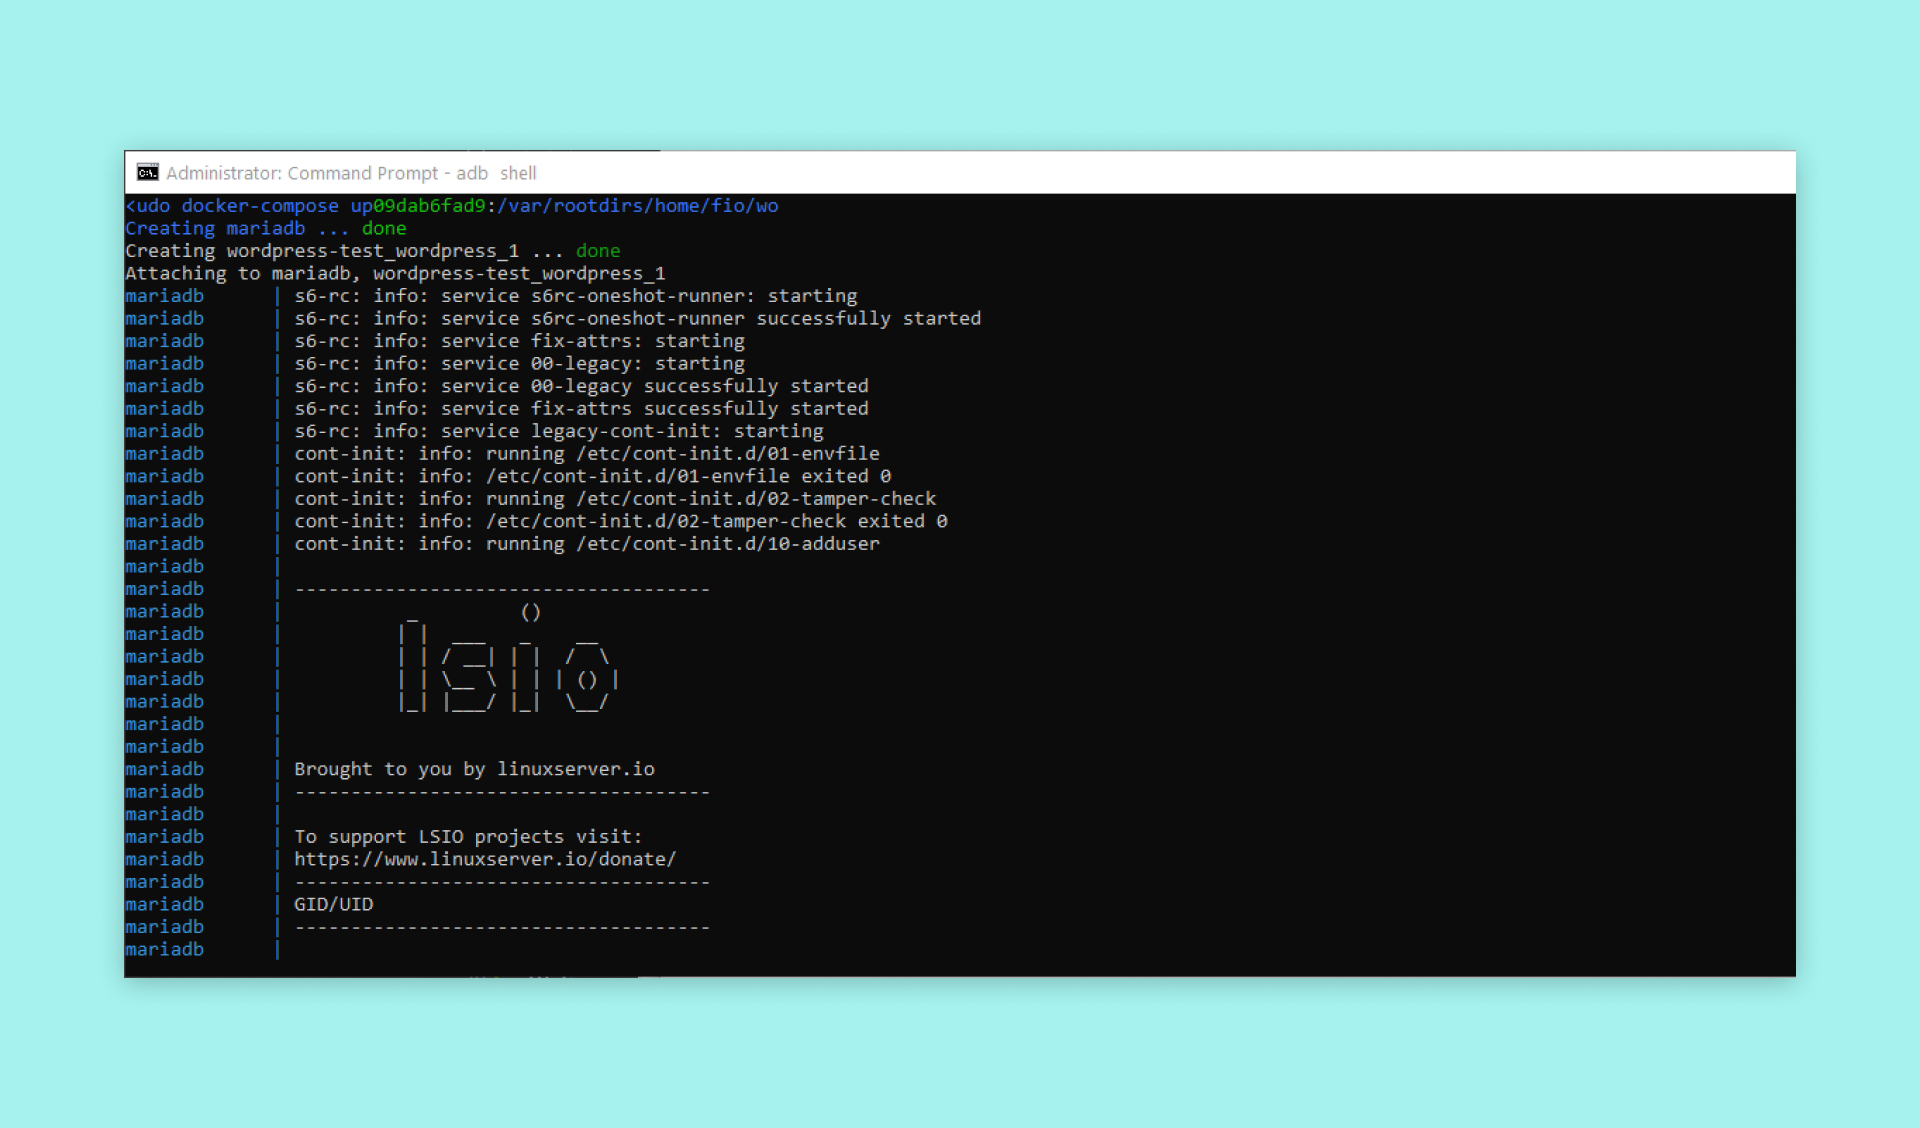 Administrator: Command Prompt - adb  shell
<udo docker-compose up09dab6fad9:/var/rootdirs/home/fio/wo
Creating mariadb ... done
Creating wordpress-test_wordpress_1 ... done
Attaching to mariadb, wordpress-test_wordpress_1
mariadb      | s6-rc: info: service s6rc-oneshot-runner: starting
mariadb      | s6-rc: info: service s6rc-oneshot-runner successfully started
mariadb      | s6-rc: info: service fix-attrs: starting
mariadb      | s6-rc: info: service 00-legacy: starting
mariadb      | s6-rc: info: service 00-legacy successfully started
mariadb      | s6-rc: info: service fix-attrs successfully started
mariadb      | s6-rc: info: service legacy-cont-init: starting
mariadb      | cont-init: info: running /etc/cont-init.d/01-envfile
mariadb      | cont-init: info: /etc/cont-init.d/01-envfile exited 0
mariadb      | cont-init: info: running /etc/cont-init.d/02-tamper-check
mariadb      | cont-init: info: /etc/cont-init.d/02-tamper-check exited 0
mariadb      | cont-init: info: running /etc/cont-init.d/10-adduser
mariadb      |
mariadb      | -------------------------------------
mariadb      |           _         ()
mariadb      |          | |  ___   _    __
mariadb      |          | | / __| | |  /  \
mariadb      |          | | \__ \ | | | () |
mariadb      |          |_| |___/ |_|  \__/
mariadb      |
mariadb      |
mariadb      | Brought to you by linuxserver.io
mariadb      | -------------------------------------
mariadb      |
mariadb      | To support LSIO projects visit:
mariadb      | https://www.linuxserver.io/donate/
mariadb      | -------------------------------------
mariadb      | GID/UID
mariadb      | -------------------------------------
mariadb      |